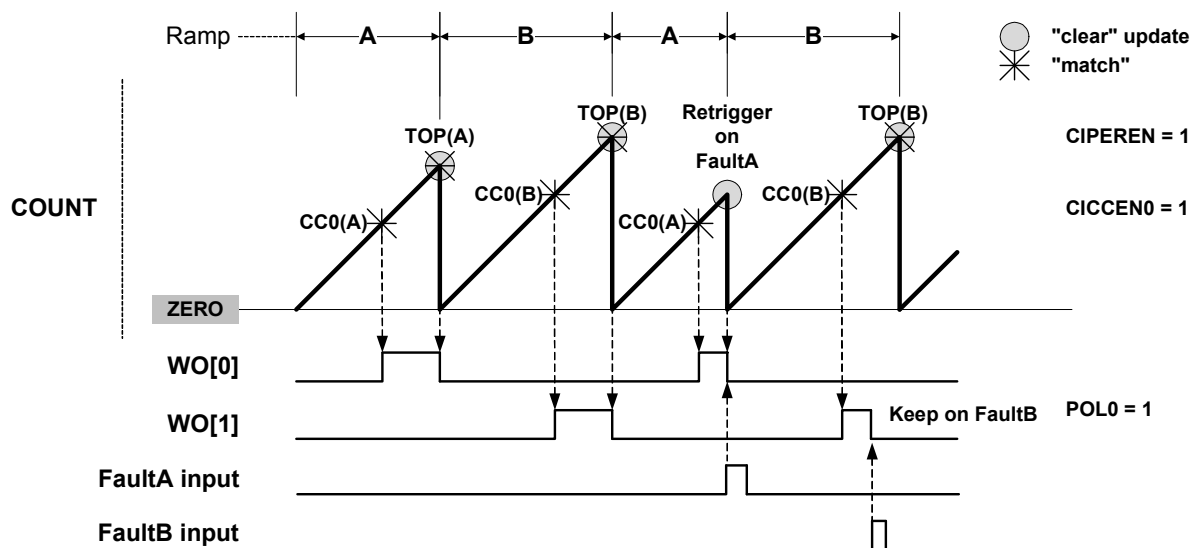 Ramp A B A B
"clear" update
"match"
TOP(A) TOP(B) Retrigger on FaultA TOP(B)
CIPEREN = 1
COUNT
CC0(A) CC0(B) CC0(A) CC0(B)
CICCEN0 = 1
ZERO
WO[0]
WO[1] Keep on FaultB POL0 = 1
FaultA input
FaultB input